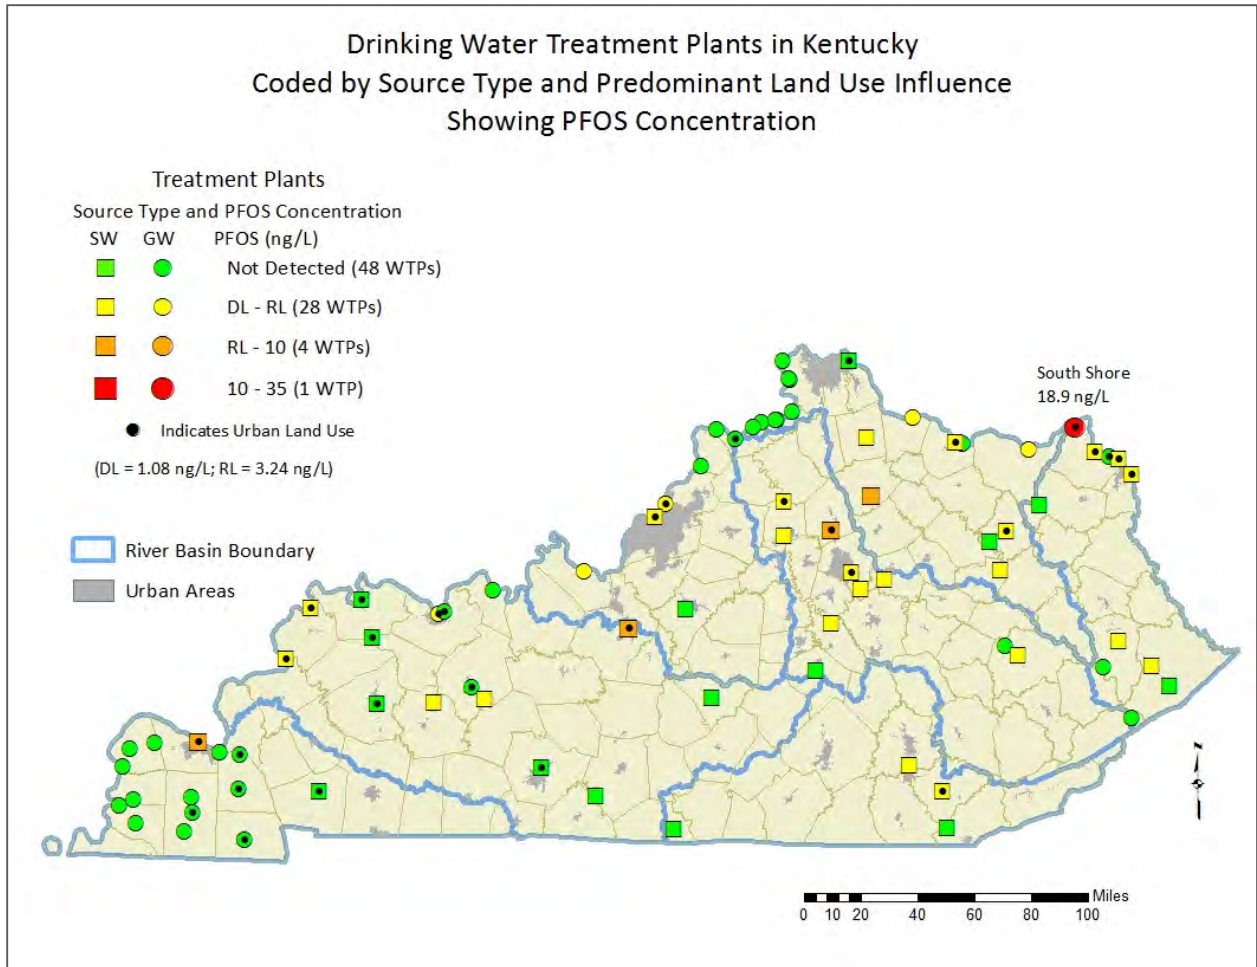 Drinking Water Treatment Plants in Kentucky
Coded by Source Type and Predominant Land Use Influence
Showing PFOS Concentration
Treatment Plants
Source Type and PFOS Concentration
SW GW PFOS (ng/L)
Not Detected (48 WTPs)
DL - RL (28 WTPs)
RL - 10 (4 WTPs)
10 - 35 (1 WTP)
Indicates Urban Land Use
(DL = 1.08 ng/L; RL = 3.24 ng/L)
River Basin Boundary
Urban Areas
South Shore
18.9 ng/L
N
Miles
0 10 20 40 60 80 100